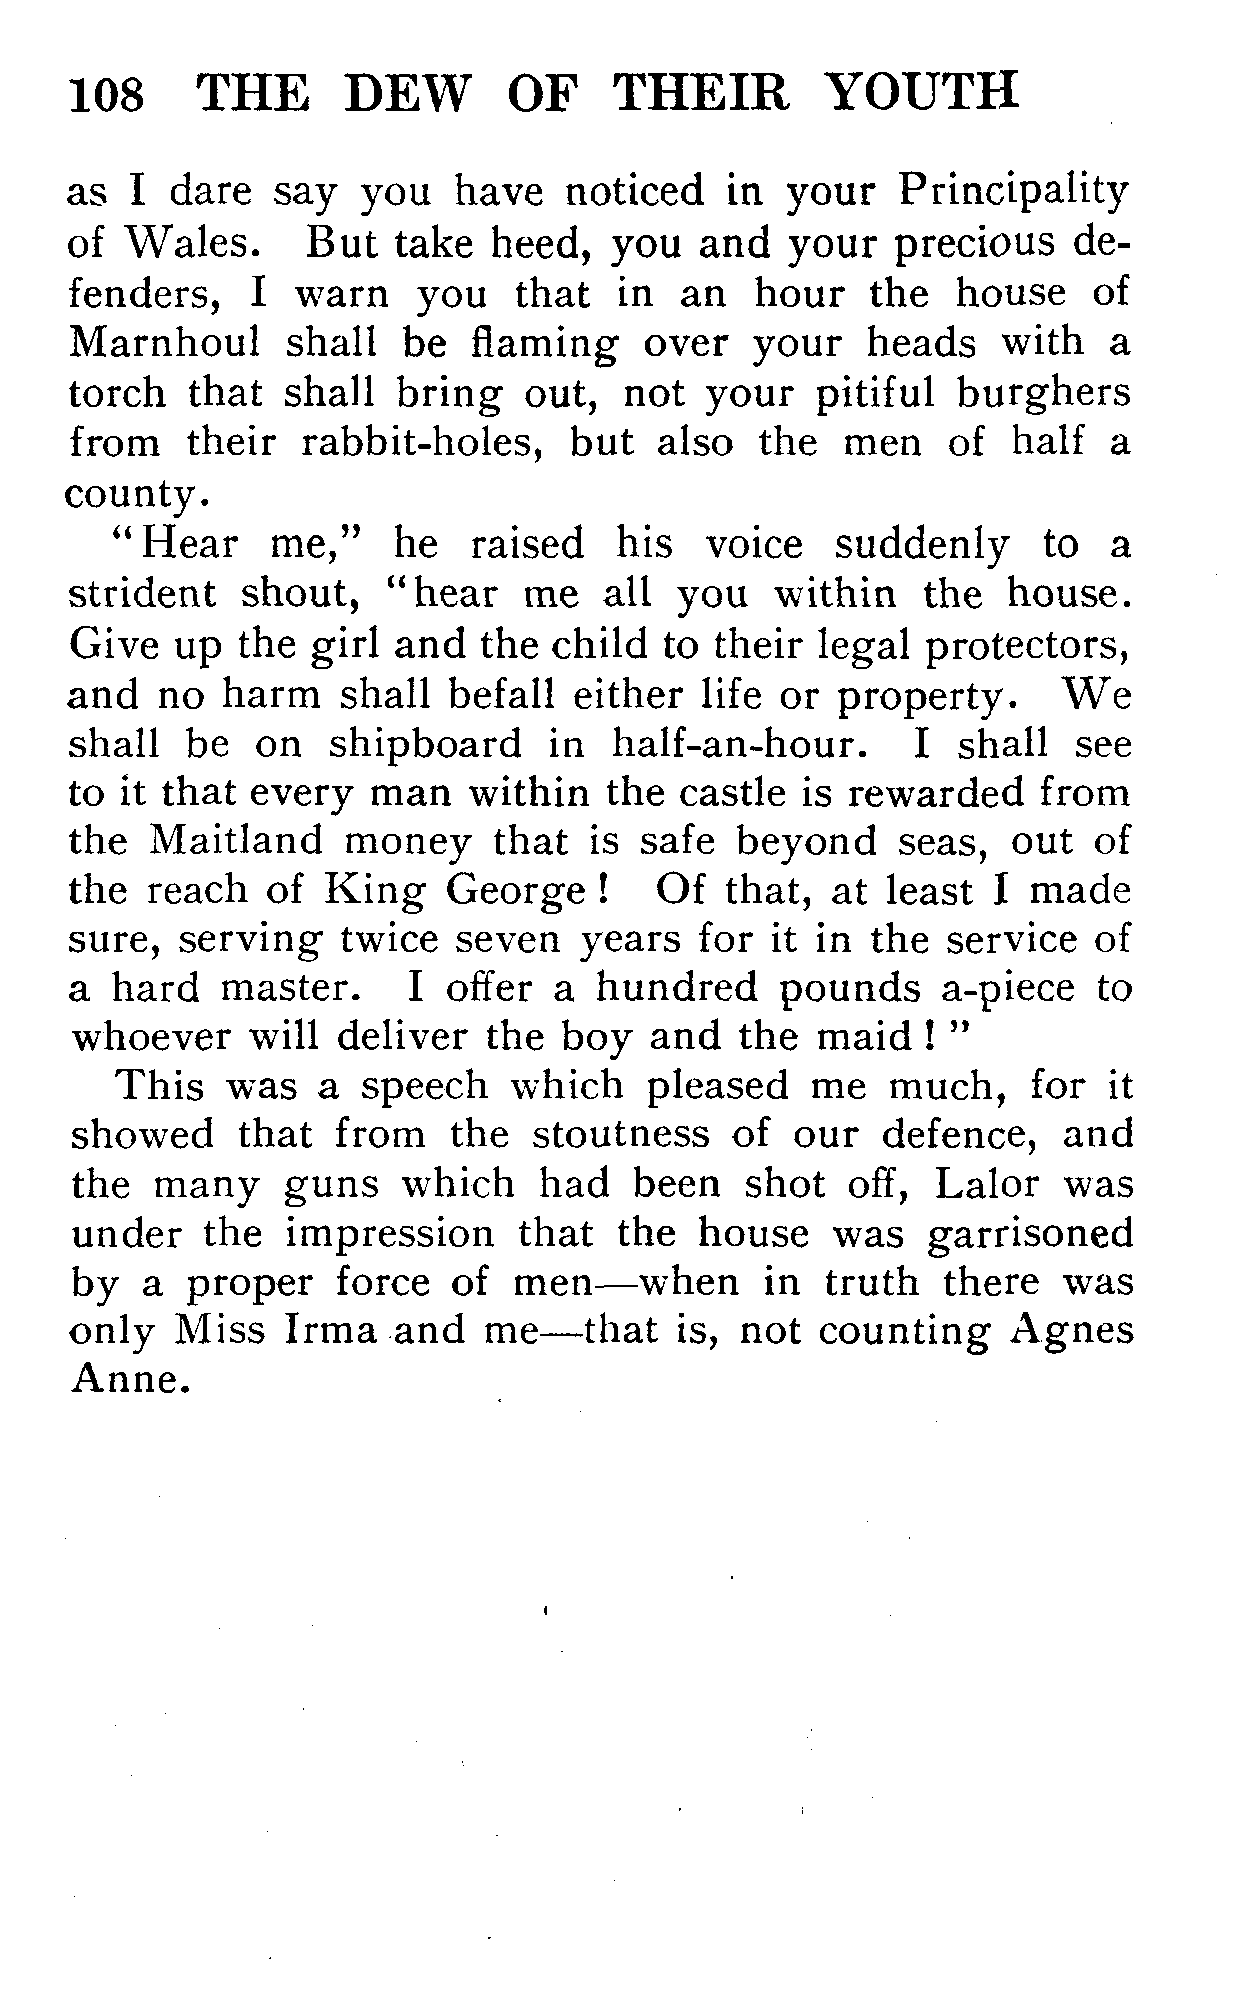 108 THE DEW OF THEIR YOUTH
as I dare say you have noticed in your Principality
of Wales. But take heed, you and your precious de-
fenders, I warn you that in an hour the house of
Marnhoul shall be flaming over your heads with a
torch that shall bring out, not your pitiful burghers
from their rabbit-holes, but also the men of half a
county.
"Hear me," he raised his voice suddenly to a
strident shout, "hear me all you within the house.
Give up the girl and the child to their legal protectors,
and no harm shall befall either life or property. We
shall be on shipboard in half-an-hour. I shall see
to it that every man within the castle is rewarded from
the Maitland money that is safe beyond seas, out of
the reach of King George! Of that, at least I made
sure, serving twice seven years for it in the service of
a hard master. I offer a hundred pounds a-piece to
whoever will deliver the boy and the maid!"
This was a speech which pleased me much, for it
showed that from the stoutness of our defence, and
the many guns which had been shot off, Lalor was
under the impression that the house was garrisoned
by a proper force of men—when in truth there was
only Miss Irma and me—that is, not counting Agnes
Anne.